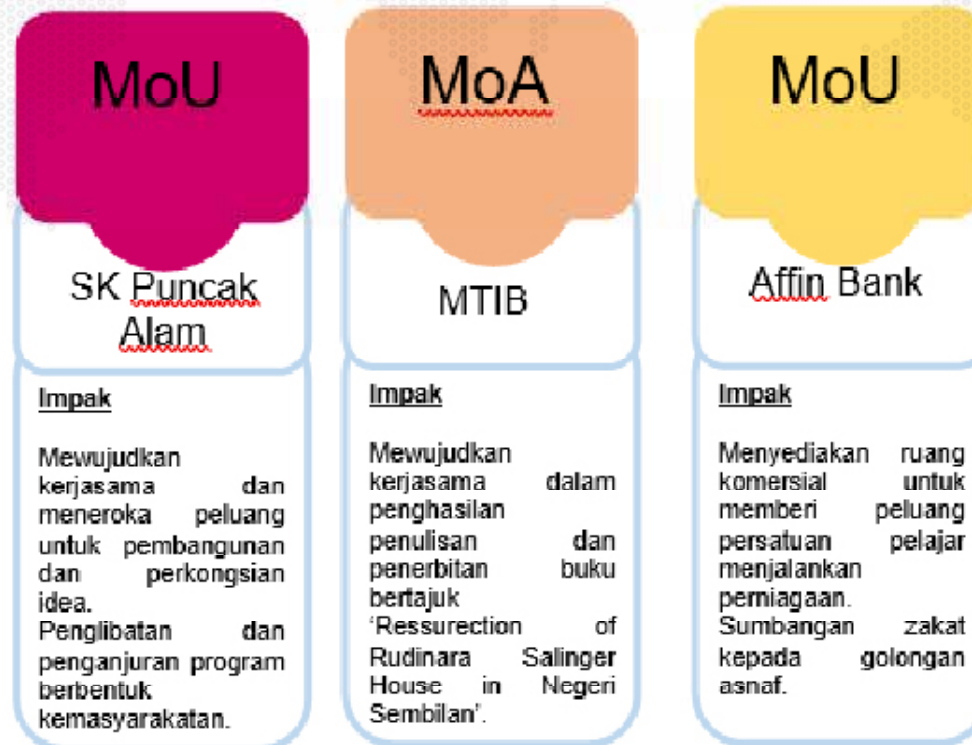 MoU
SK Puncak
Alam
Impak
Mewujudkan
kerjasama dan
meneroka peluang
untuk pembangunan
dan perkongsian
idea.
Penglibatan dan
penganjuran program
berbentuk
kemasyarakatan.
MoA
MTIB
Impak
Mewujudkan
kerjasama dalam
penghasilan
penulisan dan
penerbitan buku
bertajuk
‘Ressurection of
Rudinara Salinger
House in Negeri
Sembilan’.
MoU
Affin Bank
Impak
Menyediakan ruang
komersial untuk
memberi peluang
persatuan pelajar
menjalankan
perniagaan.
Sumbangan zakat
kepada golongan
asnaf.